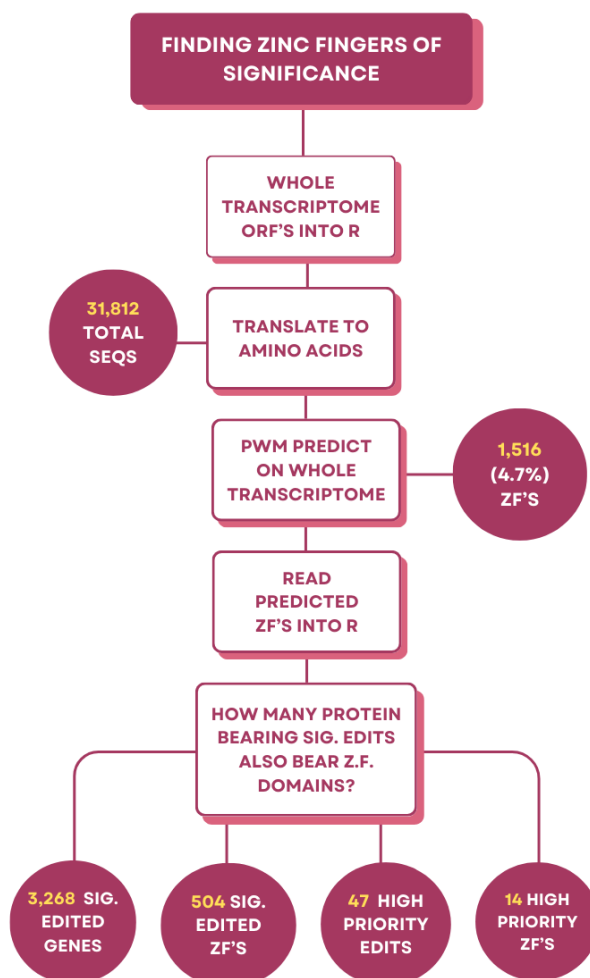 FINDING ZINC FINGERS OF
SIGNIFICANCE
WHOLE
TRANSCRIPTOME
ORF'S INTO R
31,812
TOTAL
SEQS
TRANSLATE TO
AMINO ACIDS
PWM PREDICT
ON WHOLE
TRANSCRIPTOME
1,516
(4.7%)
ZF'S
READ
PREDICTED
ZF'S INTO R
HOW MANY PROTEIN
BEARING SIG. EDITS
ALSO BEAR Z.F.
DOMAINS?
3,268 SIG.
EDITED
GENES
504 SIG.
EDITED
ZF'S
47 HIGH
PRIORITY
EDITS
14 HIGH
PRIORITY
ZF'S